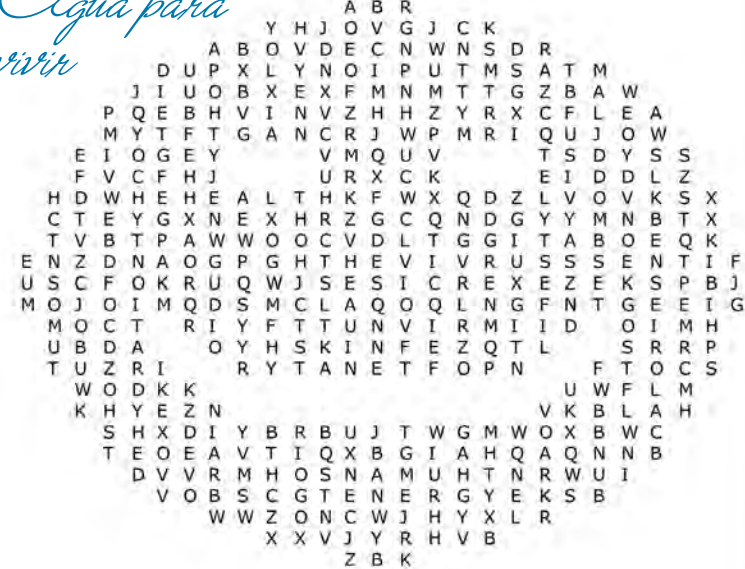 Agua para
vivir
A B R
Y H J O V G J C K
A B O V D E C N W N S D R
D U P X L Y N O I P U T M S A T M
J I U O B X E X F M N M T T G Z B A W
P Q E B H V I N V Z H H Z Y R X C F L E A
M Y T F T G A N C R J W P M R I Q U J O W
E I O G E Y V M Q U V T S D Y S S
F V C F H J U R X C K E I D D L Z
H D W H E H E A L T H K F W X Q D Z L V O V K S X
C T E Y G X N E X H R Z G C Q N D G Y Y M N B T X
T V B T P A W W O O C V D L T G G I T A B O E Q K
E N Z D N A O G P G H T H E V I V R U S S S E N T I F
U S C F O K R U Q W J S E S I C R E X E Z E K S P B J
M O J O I M Q D S M C L A Q O Q L N G F N T G E E I G
M Q C T R I Y F T T U N V I R M I I D O I M H
U B D A O Y H S K I N F E Z Q T L S R R P
T U Z R I R Y T A N E T F O P N F T O C S
W O D K K U W F L M
K H Y E Z N V K B L A H
S H X D I Y B R B U J T W G M W O X B W C
T E O E A V T I Q X B G I A H Q A Q N N B
D V V R M H O S N A M U H T N R W U I
V O B S C G T E N E R G Y E K S B
W W Z O N C W J H Y X L R
X X V J Y R H V B
Z B K